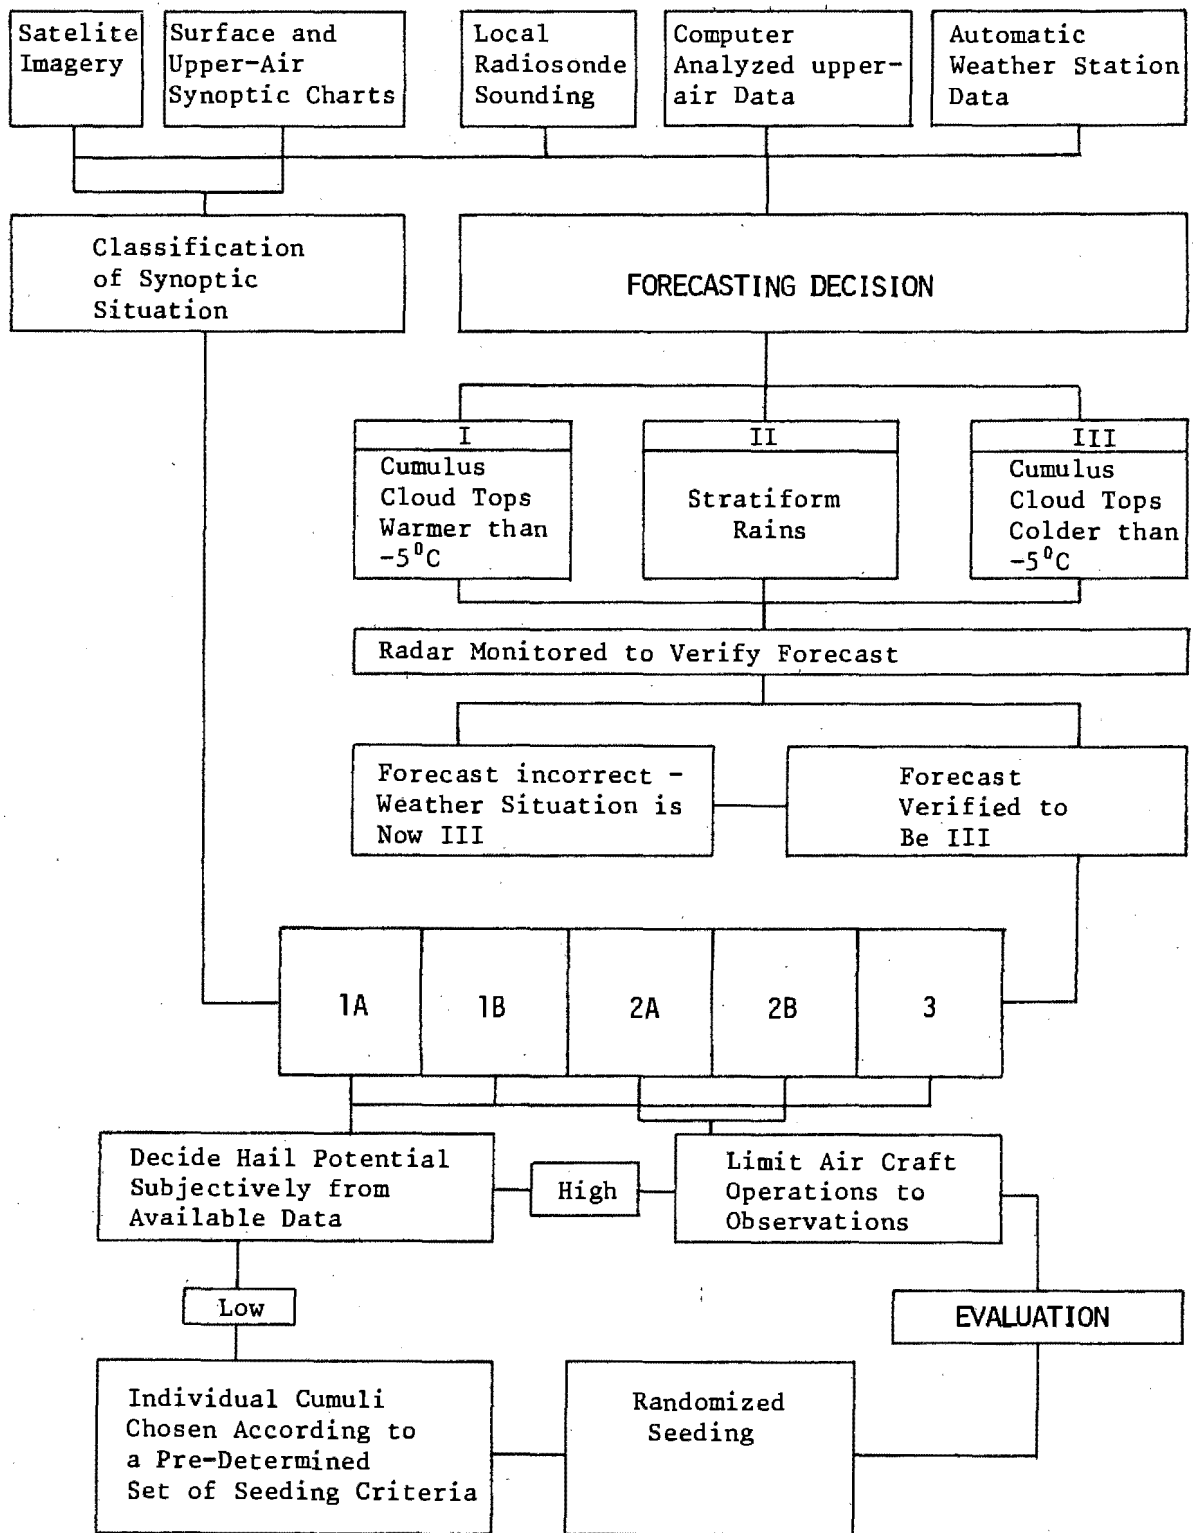 Satelite
Imagery
Surface and
Upper-Air
Synoptic Charts
Local
Radiosonde
Sounding
Computer
Analyzed upper-
air Data
Automatic
Weather Station
Data
Classification
of Synoptic
Situation
FORECASTING DECISION
I
Cumulus
Cloud Tops
Warmer than
-5⁰C
II
Stratiform
Rains
III
Cumulus
Cloud Tops
Colder than
-5⁰C
Radar Monitored to Verify Forecast
Forecast incorrect -
Weather Situation is
Now III
Forecast
Verified to
Be III
1A
1B
2A
2B
3
Decide Hail Potential
Subjectively from
Available Data
High
Limit Air Craft
Operations to
Observations
Low
EVALUATION
Individual Cumuli
Chosen According to
a Pre-Determined
Set of Seeding Criteria
Randomized
Seeding